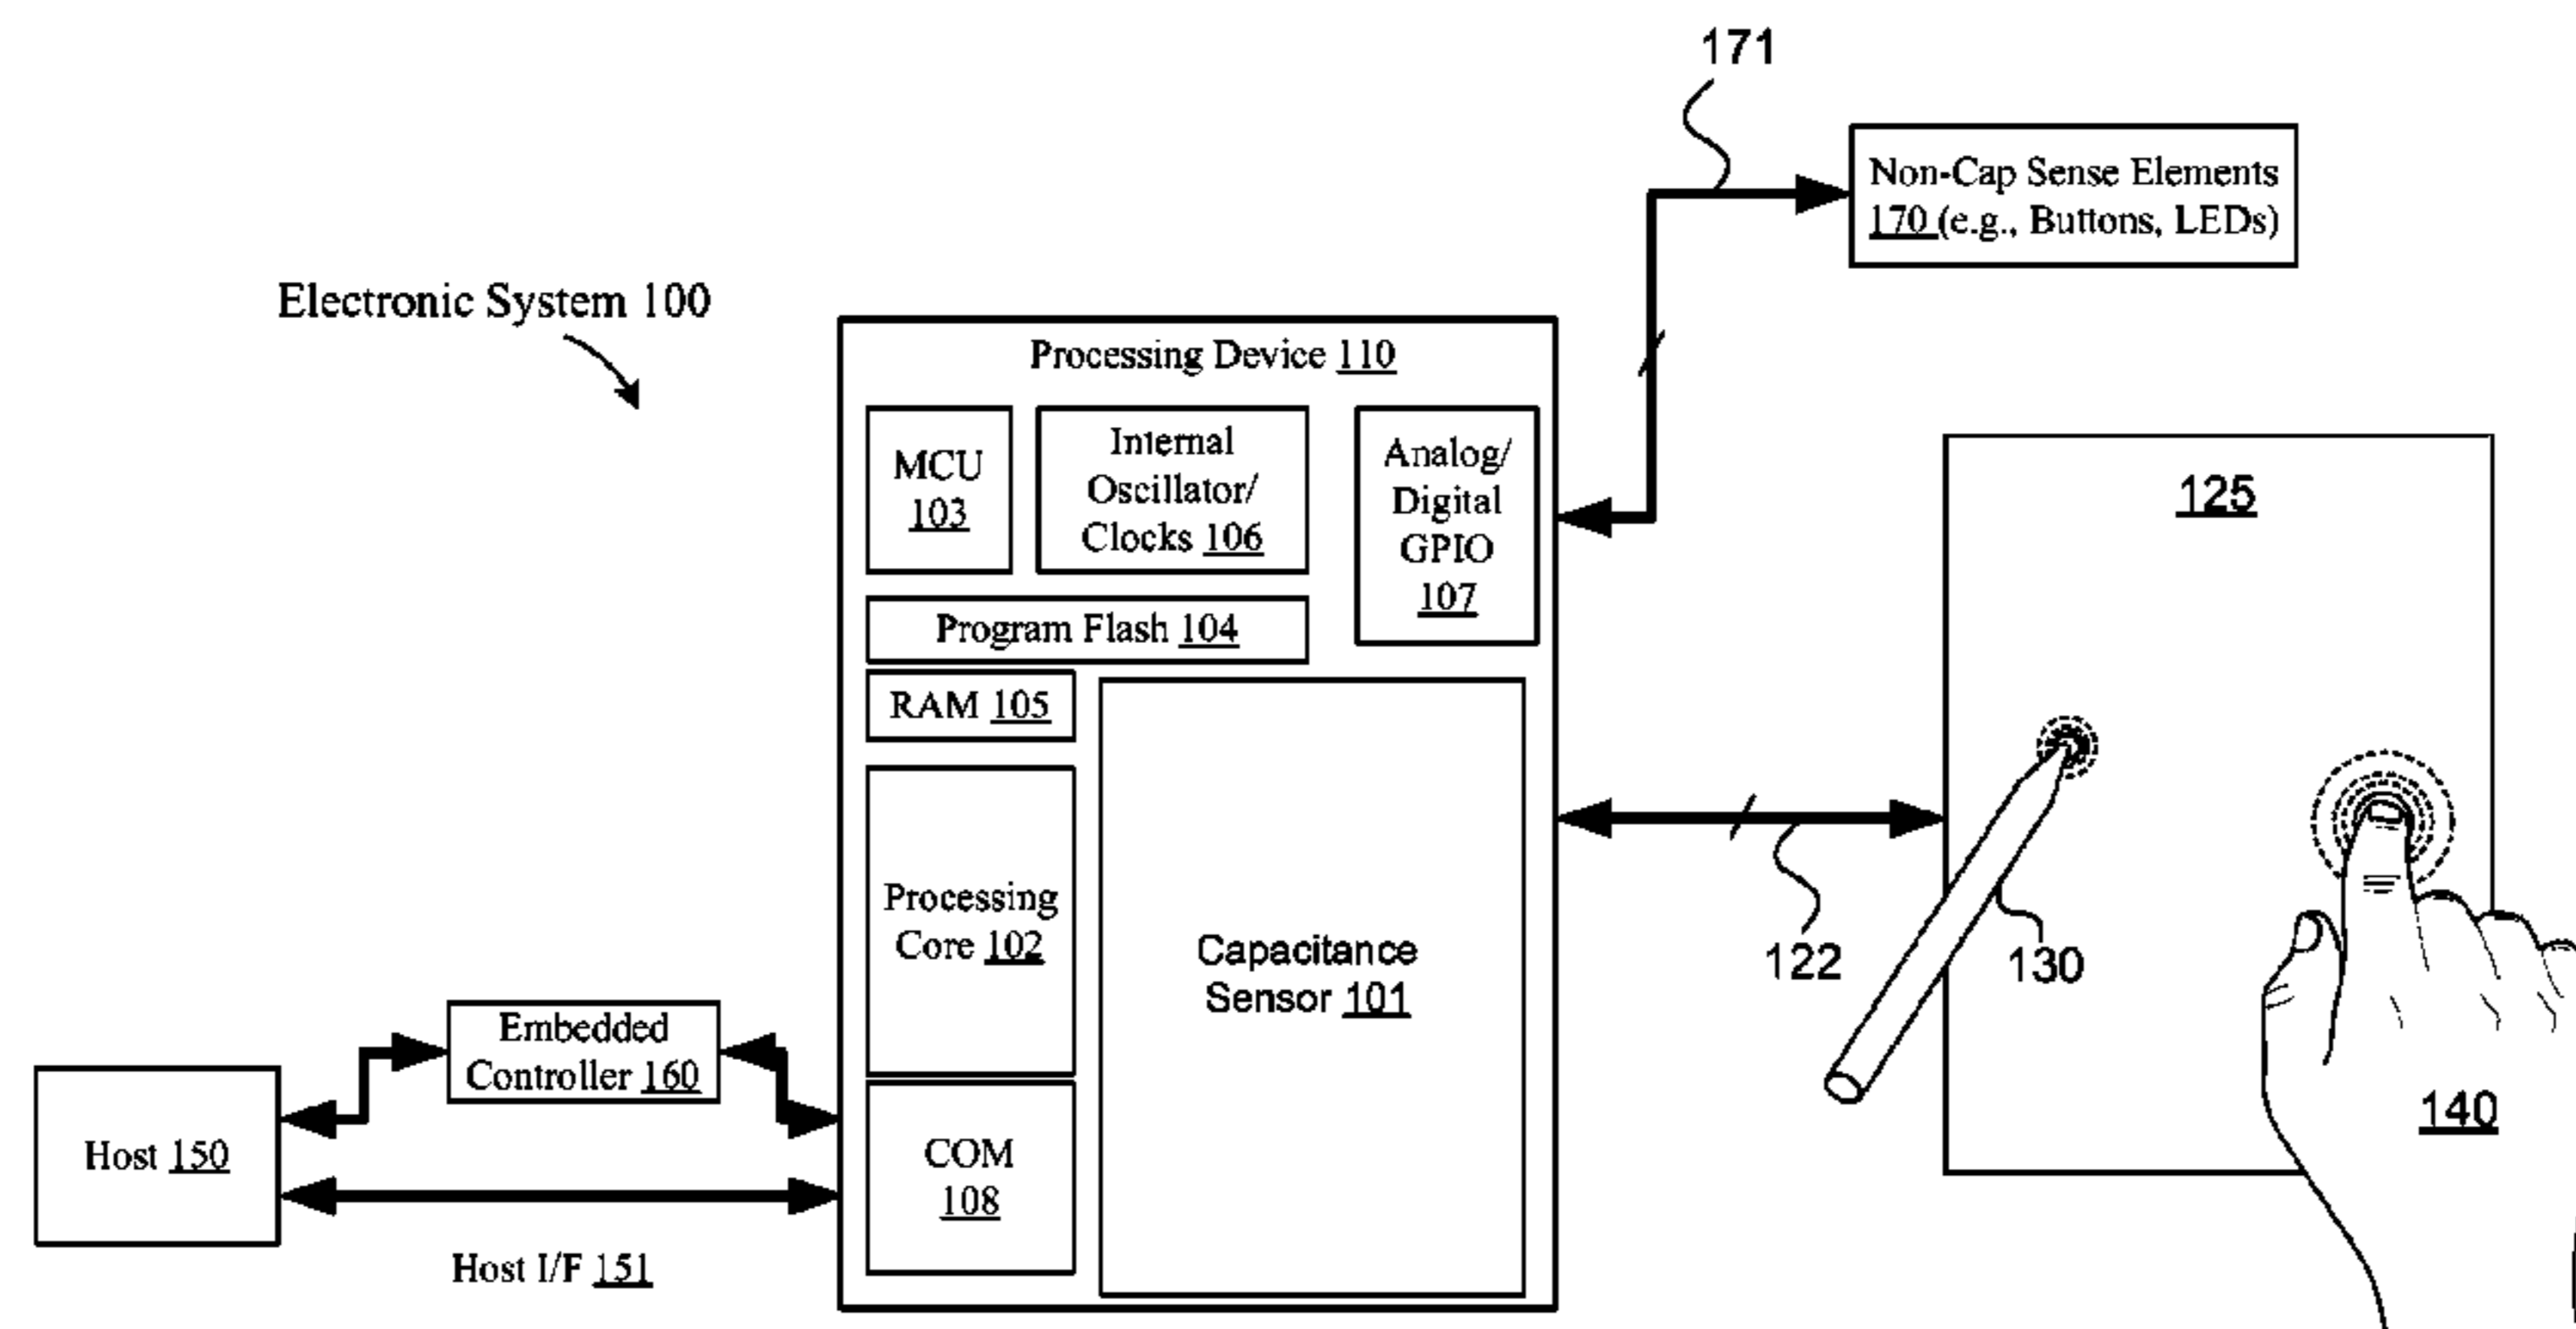 171
Non-Cap Sense Elements
170 (e.g., Buttons, LEDs)
Electronic System 100
Processing Device 110
MCU
103
Internal
Oscillator/
Clocks 106
Analog/
Digital
GPIO
107
125
Program Flash 104
RAM 105
Processing
Core 102
Capacitance
Sensor 101
122
130
Embedded
Controller 160
140
Host 150
COM
108
Host I/F 151